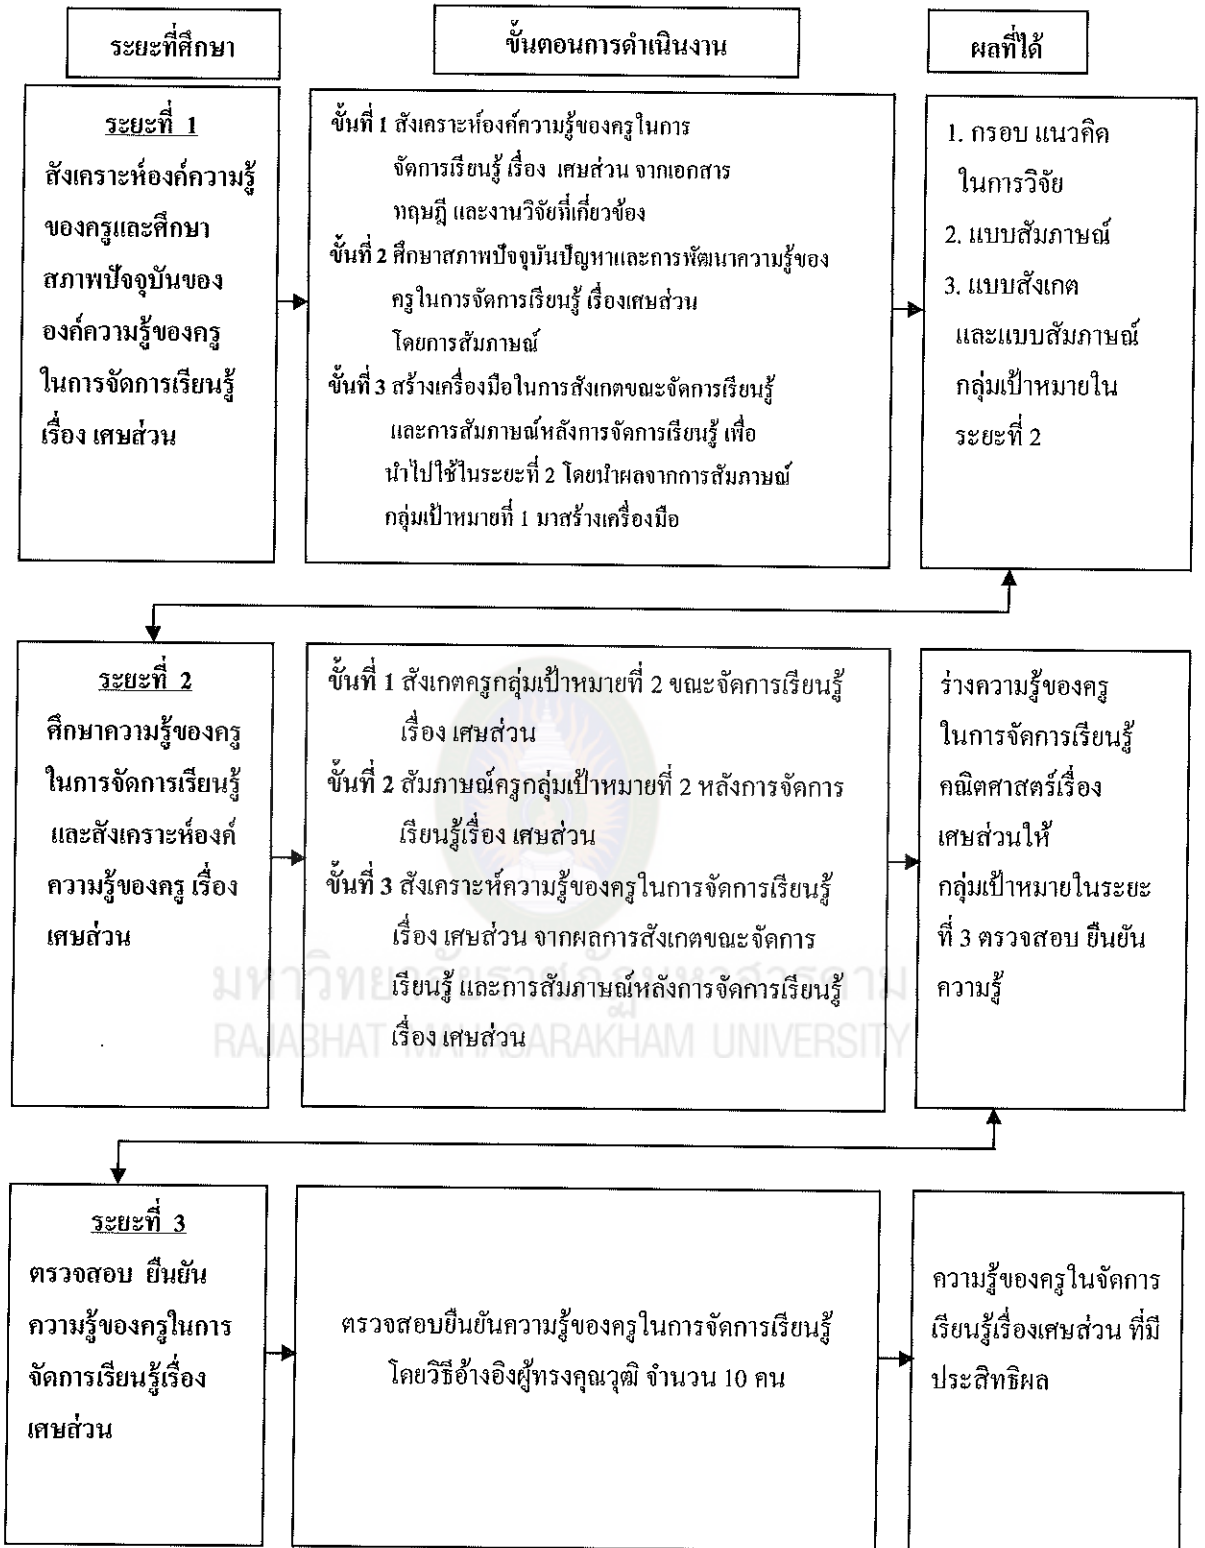 ระยะที่ศึกษา
ขั้นตอนการดำเนินงาน
ผลที่ได้
ระยะที่ 1
สังเคราะห์องค์ความรู้
ของครูและศึกษา
สภาพปัจจุบันของ
องค์ความรู้ของครู
ในการจัดการเรียนรู้
เรื่อง เศษส่วน
ขั้นที่ 1 สังเคราะห์องค์ความรู้ของครูในการ
จัดการเรียนรู้ เรื่อง เศษส่วน จากเอกสาร
ทฤษฎี และงานวิจัยที่เกี่ยวข้อง
ขั้นที่ 2 ศึกษาสภาพปัจจุบันปัญหาและการพัฒนาความรู้ของ
ครูในการจัดการเรียนรู้ เรื่องเศษส่วน
โดยการสัมภาษณ์
ขั้นที่ 3 สร้างเครื่องมือในการสังเกตขณะจัดการเรียนรู้
และการสัมภาษณ์หลังการจัดการเรียนรู้ เพื่อ
นำไปใช้ในระยะที่ 2 โดยนำผลจากการสัมภาษณ์
กลุ่มเป้าหมายที่ 1 มาสร้างเครื่องมือ
1. กรอบ แนวคิด
ในการวิจัย
2. แบบสัมภาษณ์
3. แบบสังเกต
และแบบสัมภาษณ์
กลุ่มเป้าหมายใน
ระยะที่ 2
ระยะที่ 2
ศึกษาความรู้ของครู
ในการจัดการเรียนรู้
และสังเคราะห์องค์
ความรู้ของครู เรื่อง
เศษส่วน
ขั้นที่ 1 สังเกตครูกลุ่มเป้าหมายที่ 2 ขณะจัดการเรียนรู้
เรื่อง เศษส่วน
ขั้นที่ 2 สัมภาษณ์ครูกลุ่มเป้าหมายที่ 2 หลังการจัดการ
เรียนรู้เรื่อง เศษส่วน
ขั้นที่ 3 สังเคราะห์ความรู้ของครูในการจัดการเรียนรู้
เรื่อง เศษส่วน จากผลการสังเกตขณะจัดการ
เรียนรู้ และการสัมภาษณ์หลังการจัดการเรียนรู้
เรื่อง เศษส่วน
ร่างความรู้ของครู
ในการจัดการเรียนรู้
คณิตศาสตร์เรื่อง
เศษส่วนให้
กลุ่มเป้าหมายในระยะ
ที่ 3 ตรวจสอบ ยืนยัน
ความรู้
มหาวิทยาลัยราชภัฏมหาสารคาม
RAJABHAT MAHASARAKHAM UNIVERSITY
ระยะที่ 3
ตรวจสอบ ยืนยัน
ความรู้ของครูในการ
จัดการเรียนรู้เรื่อง
เศษส่วน
ตรวจสอบยืนยันความรู้ของครูในการจัดการเรียนรู้
โดยวิธีอ้างอิงผู้ทรงคุณวุฒิ จำนวน 10 คน
ความรู้ของครูในจัดการ
เรียนรู้เรื่องเศษส่วน ที่มี
ประสิทธิผล